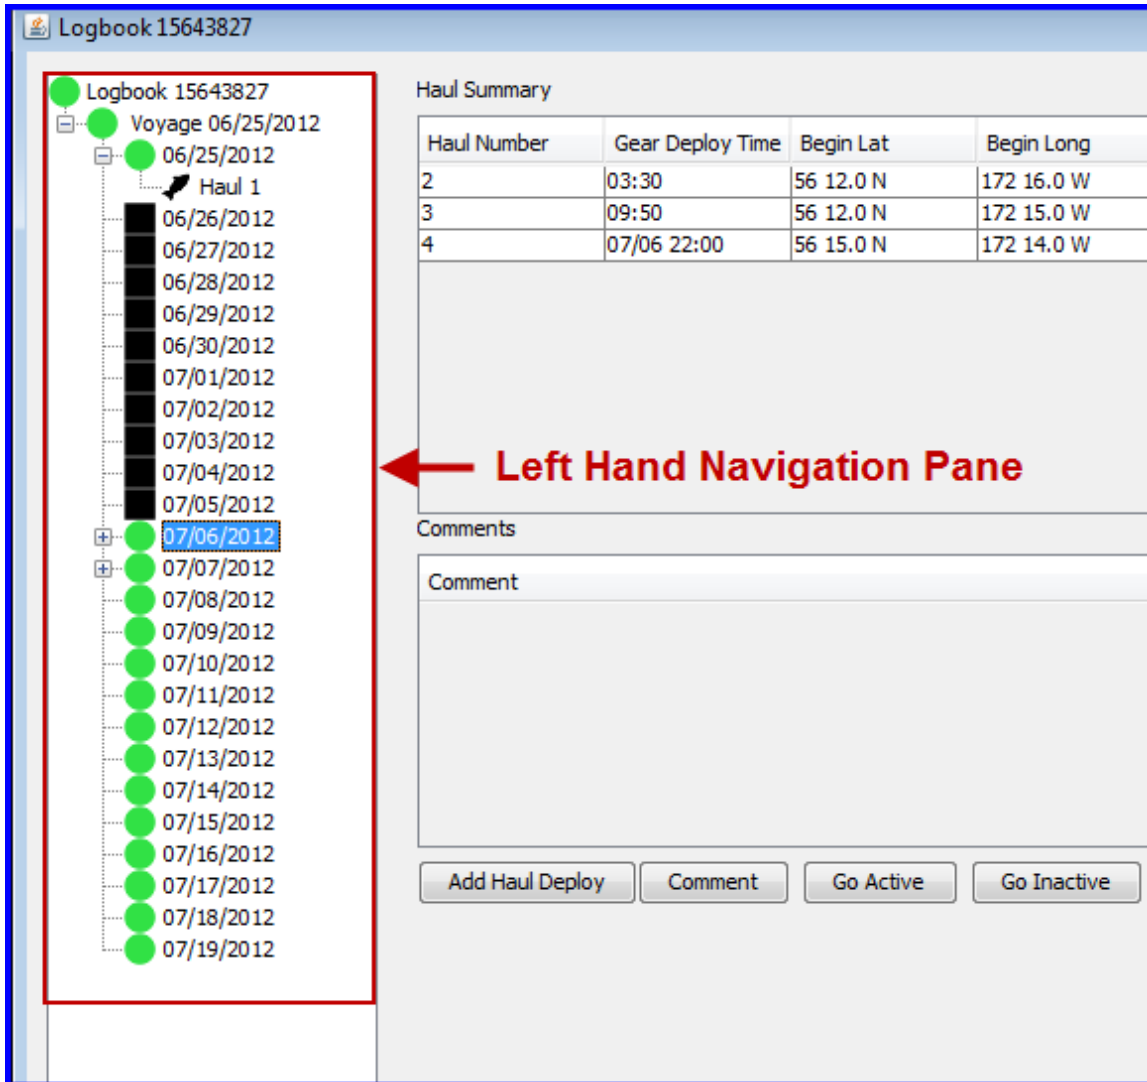 Logbook 15643827
Logbook 15643827
Voyage 06/25/2012
06/25/2012
Haul 1
06/26/2012
06/27/2012
06/28/2012
06/29/2012
06/30/2012
07/01/2012
07/02/2012
07/03/2012
07/04/2012
07/05/2012
07/06/2012
07/07/2012
07/08/2012
07/09/2012
07/10/2012
07/11/2012
07/12/2012
07/13/2012
07/14/2012
07/15/2012
07/16/2012
07/17/2012
07/18/2012
07/19/2012
Haul Summary
Haul Number Gear Deploy Time Begin Lat Begin Long
2 03:30 56 12.0 N 172 16.0 W
3 09:50 56 12.0 N 172 15.0 W
4 07/06 22:00 56 15.0 N 172 14.0 W
Left Hand Navigation Pane
Comments
Comment
Add Haul Deploy Comment Go Active Go Inactive